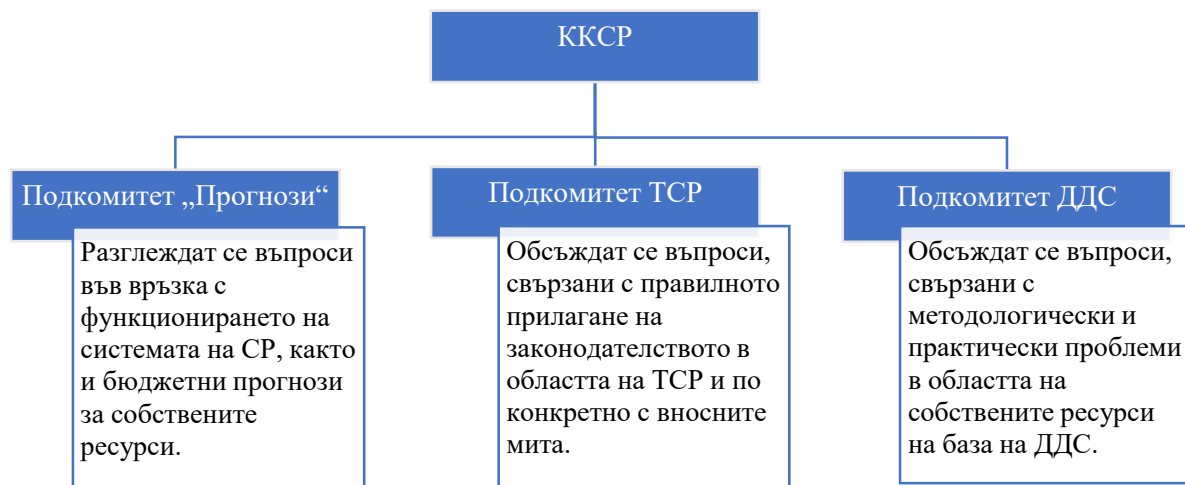 ККСР
Подкомитет „Прогнози“
Разглеждат се въпроси
във връзка с
функционирането на
системата на СР, както
и бюджетни прогнози
за собствените
ресурси.
Подкомитет ТСР
Обсъждат се въпроси,
свързани с правилното
прилагане на
законодателството в
областта на ТСР и по
конкретно с вносните
мита.
Подкомитет ДДС
Обсъждат се въпроси,
свързани с
методологически и
практически проблеми
в областта на
собствените ресурси
на база на ДДС.